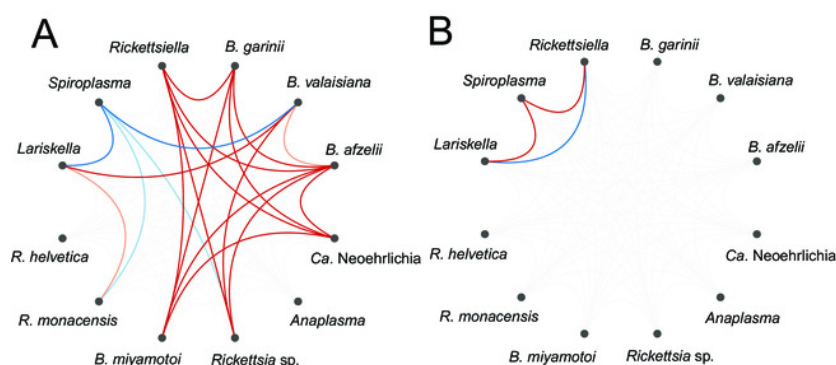 A
Rickettsiella
B. garinii
Spiroplasma
B. valaisiana
Lariskella
B. afzelii
R. helvetica
Ca. Neoehrlichia
R. monacensis
Anaplasma
B. miyamotoi
Rickettsia sp.
B
Rickettsiella
B. garinii
Spiroplasma
B. valaisiana
Lariskella
B. afzelii
R. helvetica
Ca. Neoehrlichia
R. monacensis
Anaplasma
B. miyamotoi
Rickettsia sp.